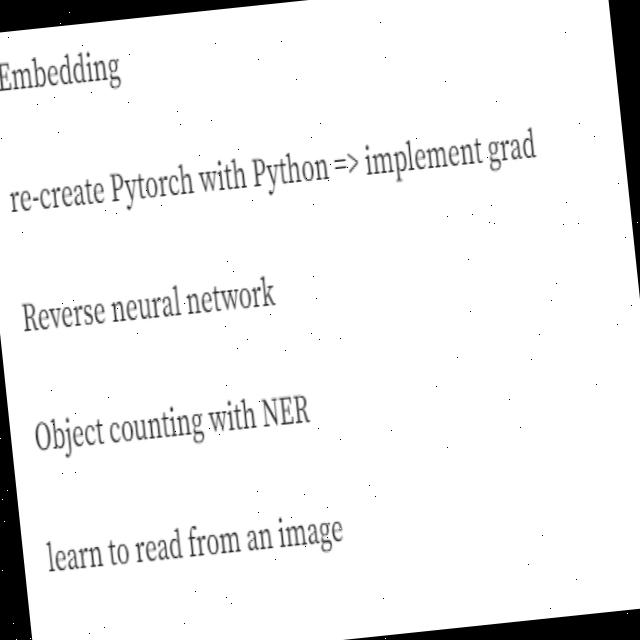 Embedding
re-create Pytorch with Python => implement grad
Reverse neural network
Object counting with NER
learn to read from an image